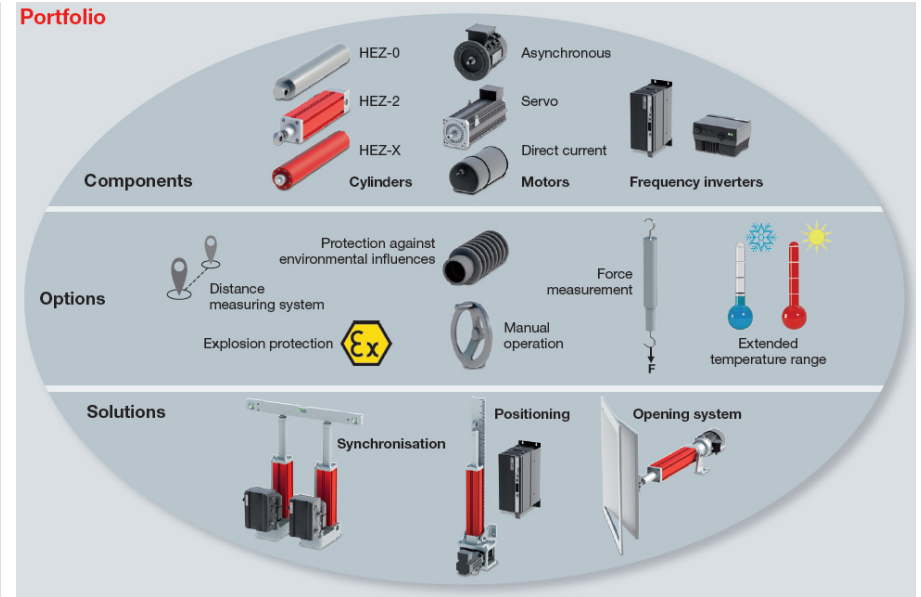 Portfolio
HEZ-0
Asynchronous
HEZ-2
Servo
HEZ-X
Direct current
Components
Cylinders
Motors
Frequency inverters
Options
Distance
measuring system
Protection against
environmental influences
Explosion protection
Ex
Manual
operation
Force
measurement
F
Extended
temperature range
Solutions
Synchronisation
Positioning
Opening system